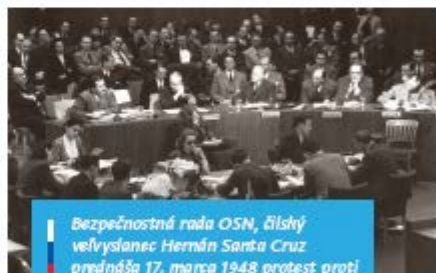 Bezpečnostná rada OSN, čílsky
veľvyslanec Hernán Santa Cruz
prednáša 17. marca 1948 protest proti